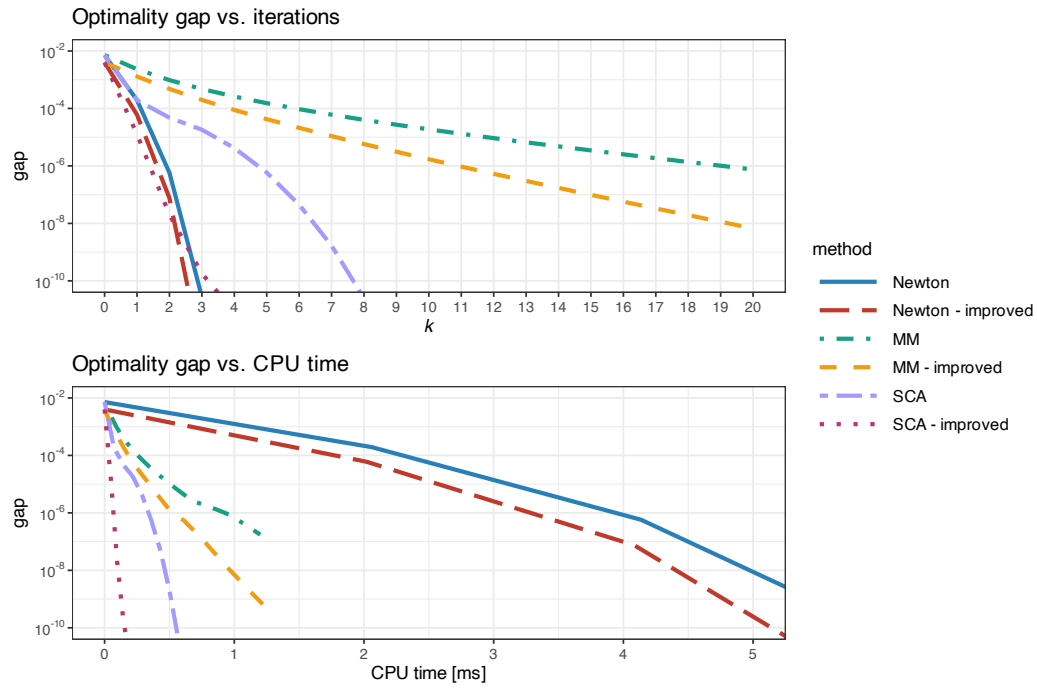 Optimality gap vs. iterations
gap
10⁻²
10⁻⁴
10⁻⁶
10⁻⁸
10⁻¹⁰
0 1 2 3 4 5 6 7 8 9 10 11 12 13 14 15 16 17 18 19 20
k
Optimality gap vs. CPU time
gap
10⁻²
10⁻⁴
10⁻⁶
10⁻⁸
10⁻¹⁰
0 1 2 3 4 5
CPU time [ms]
method
Newton
Newton - improved
MM
MM - improved
SCA
SCA - improved